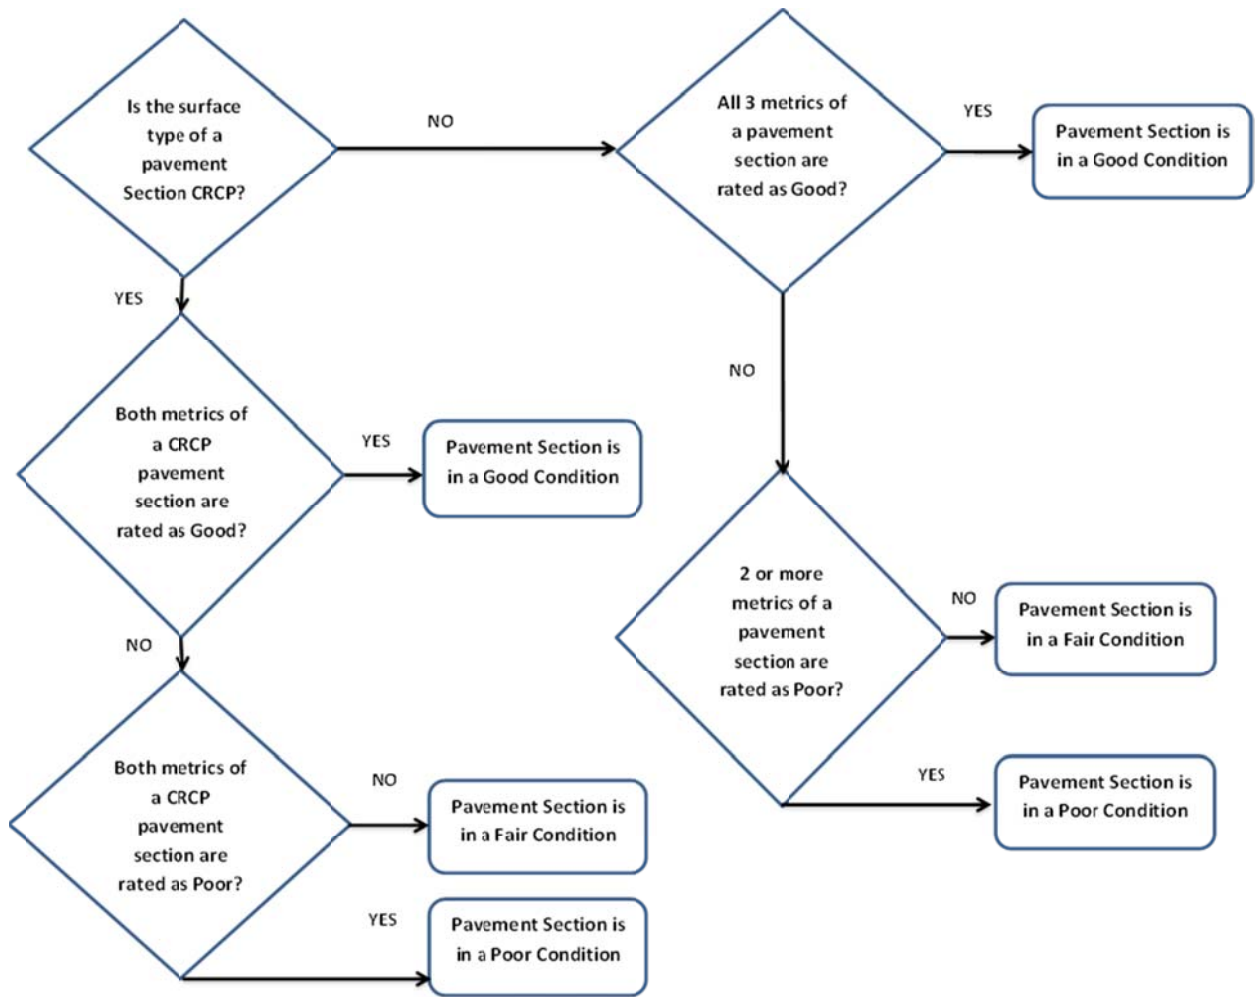 Is the surface
type of a
pavement
Section CRCP?
NO
All 3 metrics of
a pavement
section are
rated as Good?
YES
Pavement Section is
in a Good Condition
YES
NO
Both metrics of
a CRCP
pavement
section are
rated as Good?
YES
Pavement Section is
in a Good Condition
2 or more
metrics of a
pavement
section are
rated as Poor?
NO
Pavement Section is
in a Fair Condition
NO
Both metrics of
a CRCP
pavement
section are
rated as Poor?
NO
Pavement Section is
in a Fair Condition
YES
Pavement Section is
in a Poor Condition
YES
Pavement Section is
in a Poor Condition